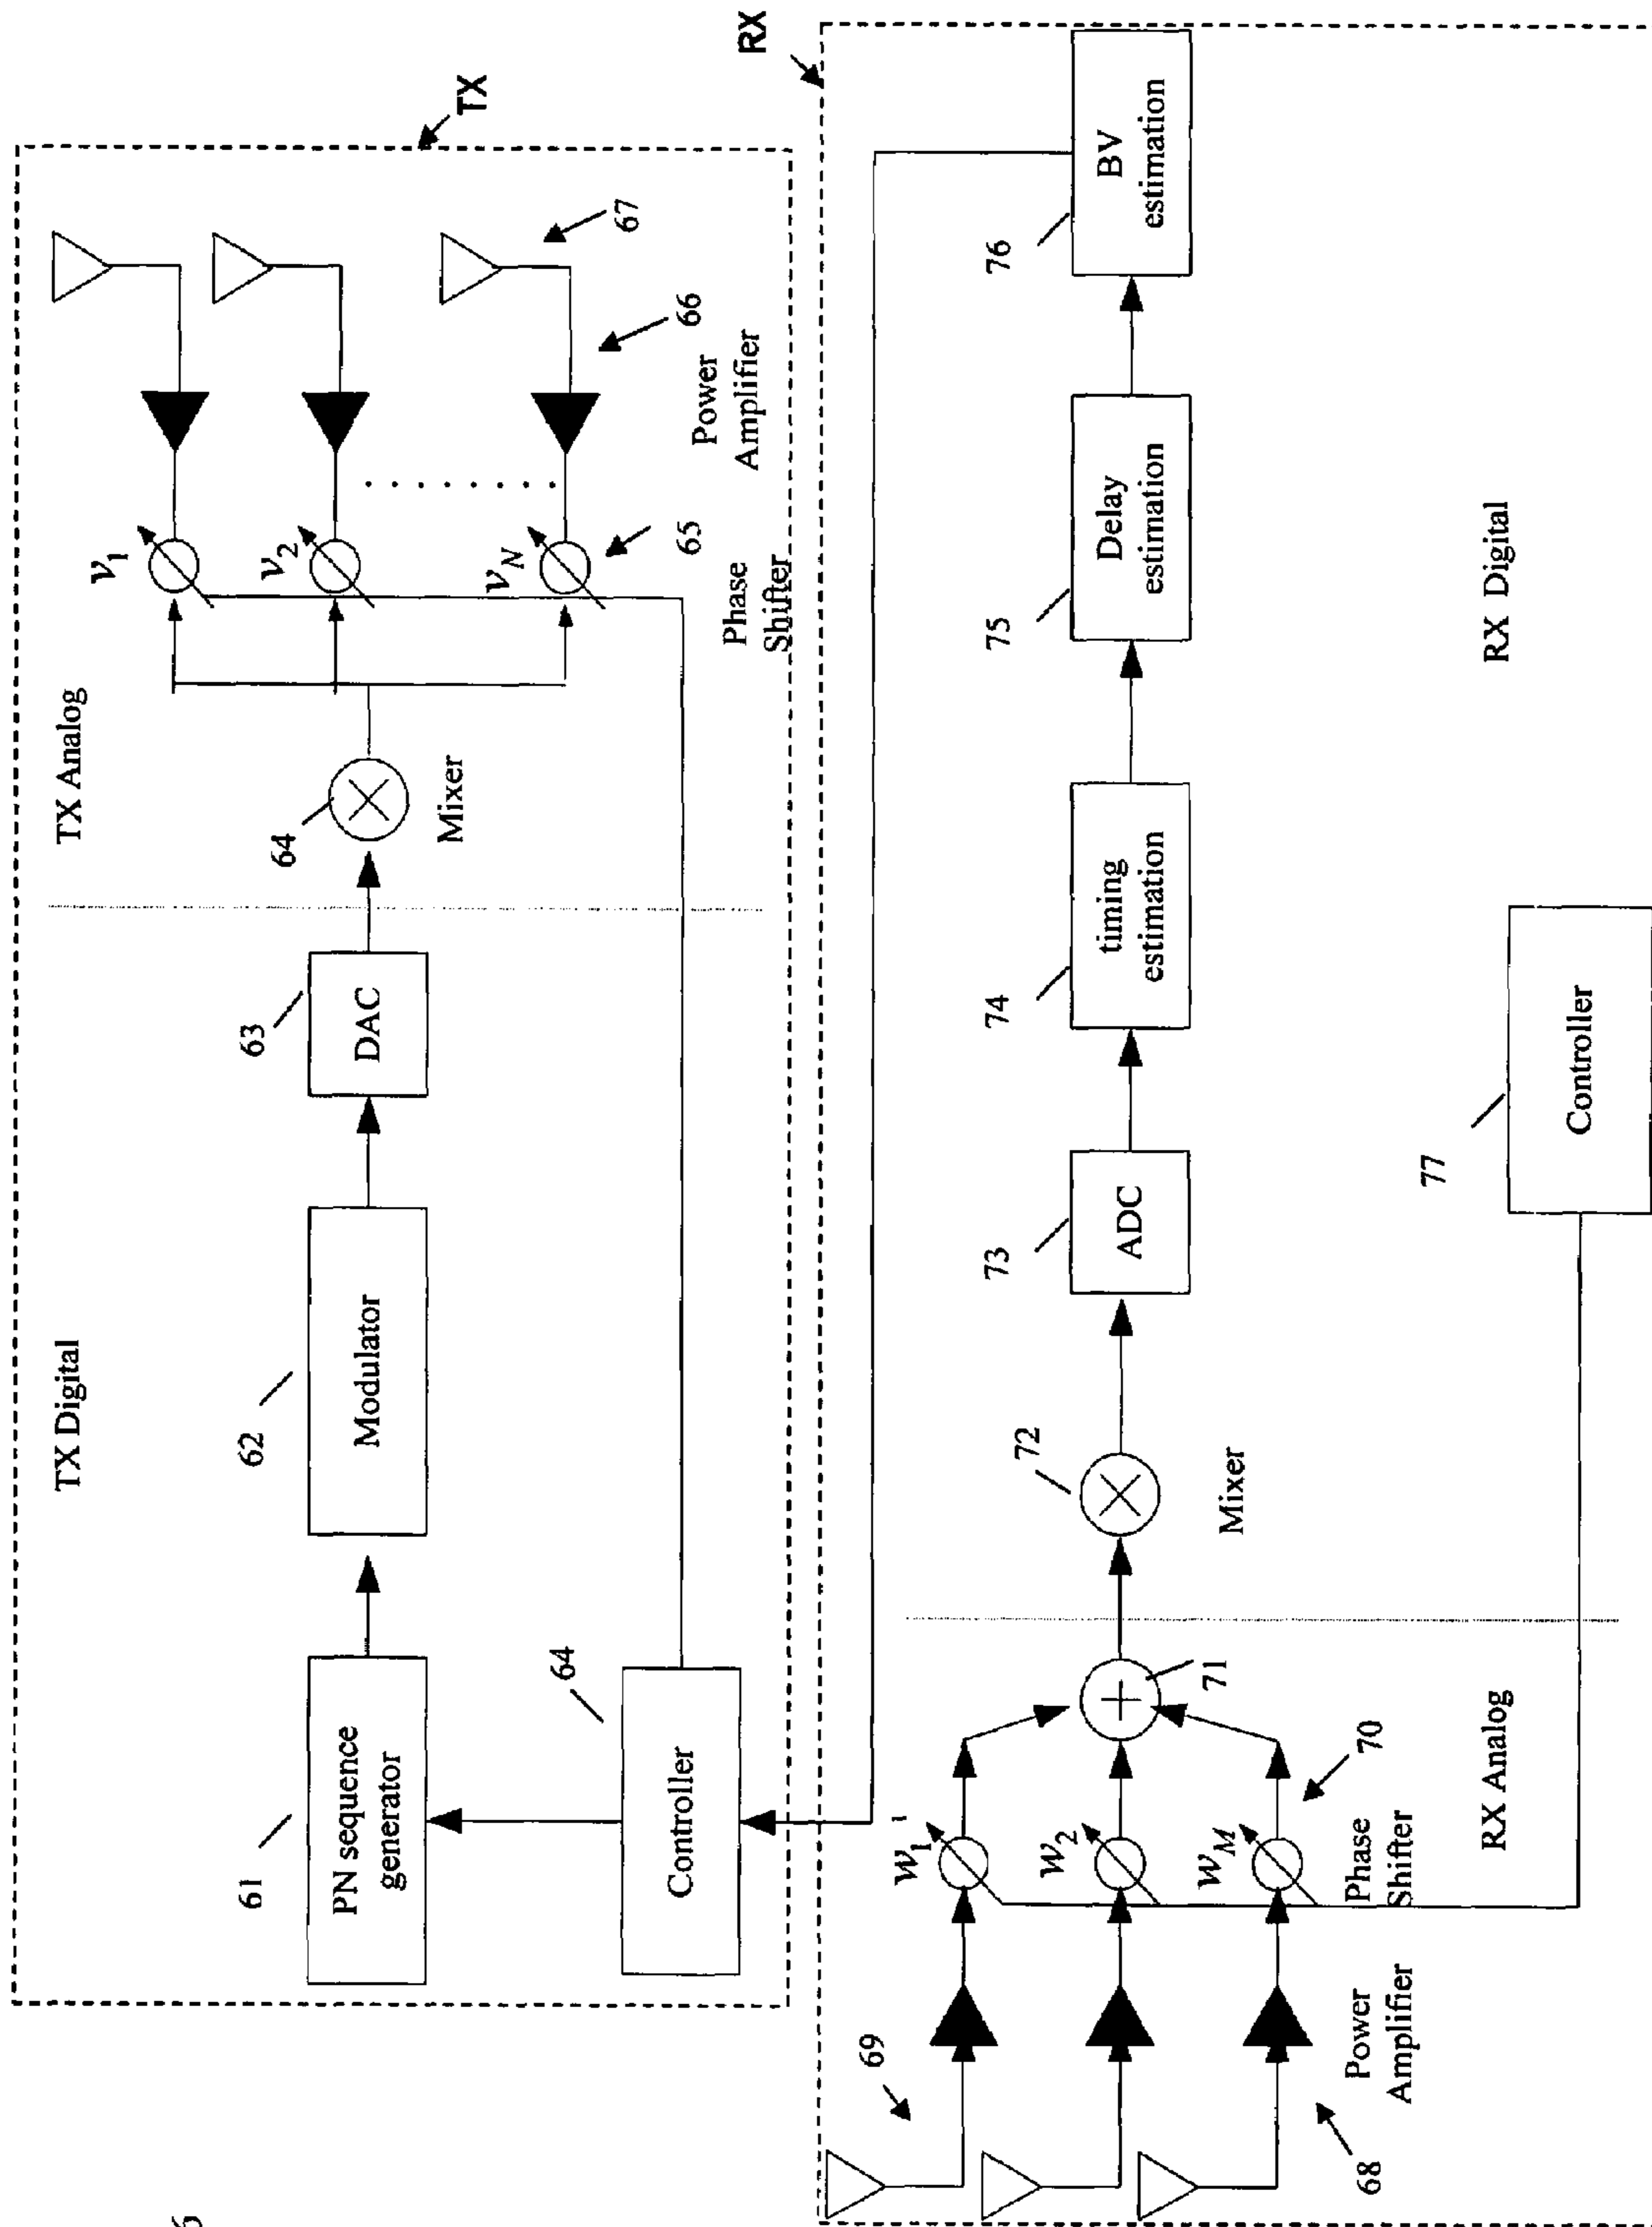 TX Digital
TX Analog
TX
61
PN sequence
generator
62
Modulator
63
DAC
64
Mixer
v1
v2
vN
65
Phase
Shifter
66
Power
Amplifier
67
64
Controller
RX
69
68
Power
Amplifier
w1
w2
wM
70
Phase
Shifter
71
RX Analog
72
Mixer
73
ADC
74
timing
estimation
75
Delay
estimation
76
BV
estimation
77
Controller
RX Digital
6